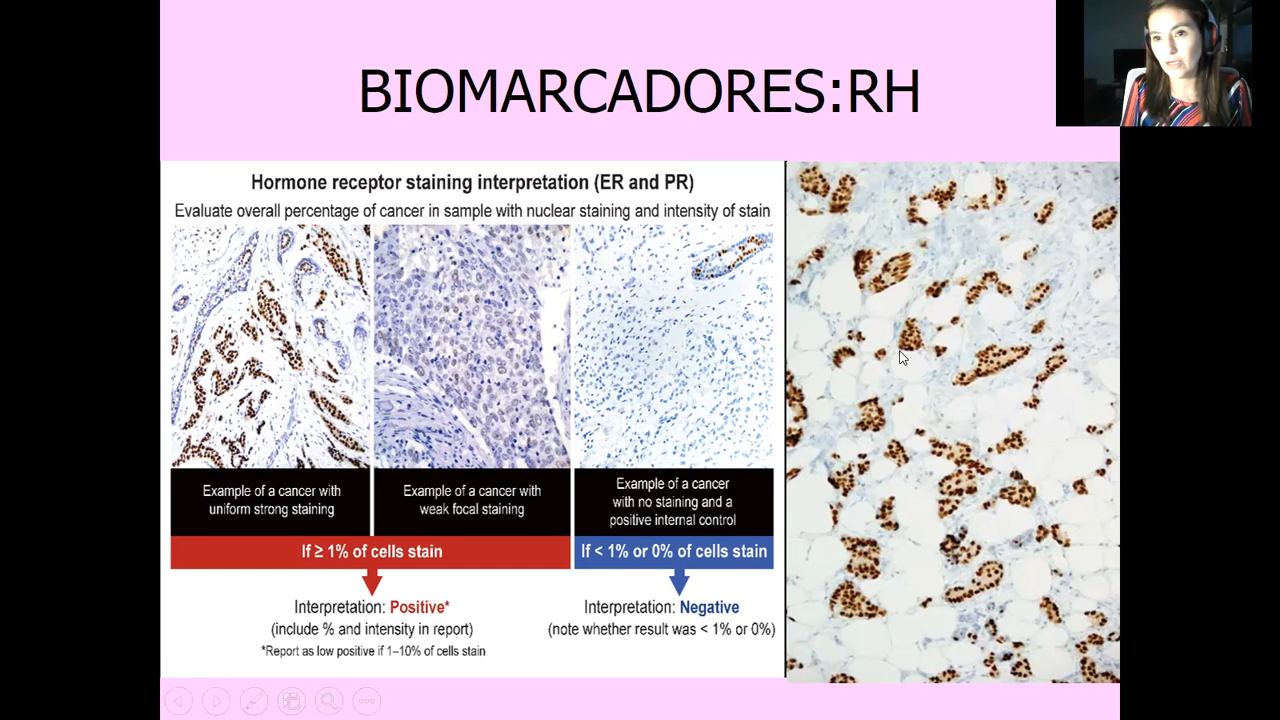 BIOMARCADORES:RH
Hormone receptor staining interpretation (ER and PR)
Evaluate overall percentage of cancer in sample with nuclear staining and intensity of stain
Example of a cancer with
uniform strong staining
Example of a cancer with
weak focal staining
Example of a cancer
with no staining and a
positive internal control
If ≥ 1% of cells stain
If < 1% or 0% of cells stain
Interpretation: Positive*
(include % and intensity in report)
*Report as low positive if 1–10% of cells stain
Interpretation: Negative
(note whether result was < 1% or 0%)